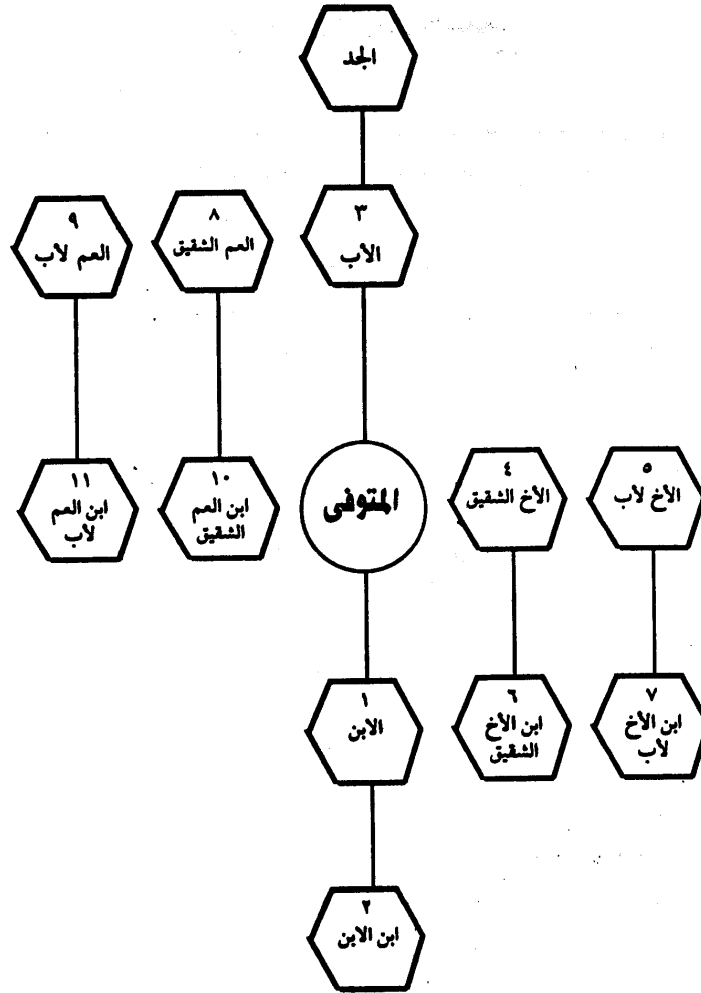 الجد
٣
الأب
٨
العم الشقيق
٩
العم لأب
٥
الأخ لأب
٤
الأخ الشقيق
المتوفى
١٠
ابن العم
الشقيق
١١
ابن العم
لأب
٧
ابن الأخ
لأب
٦
ابن الأخ
الشقيق
١
الابن
٢
ابن الابن